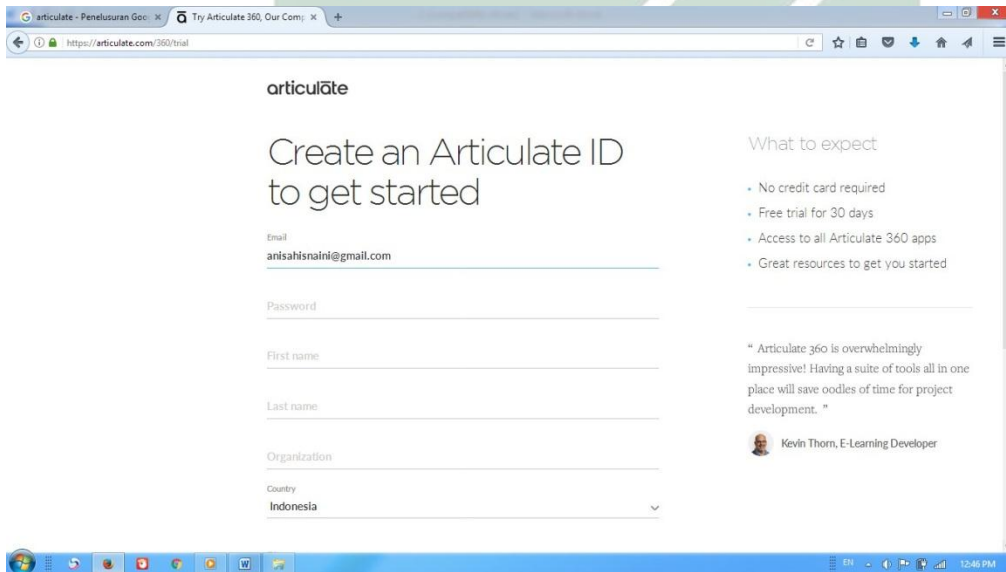 articulate - Penelusuran Goo
Try Articulate 360, Our Comp
https://articulate.com/360/trial
articulāte
Create an Articulate ID
to get started
Email
anisahisnaini@gmail.com
Password
First name
Last name
Organization
Country
Indonesia
What to expect
• No credit card required
• Free trial for 30 days
• Access to all Articulate 360 apps
• Great resources to get you started
“ Articulate 360 is overwhelmingly
impressive! Having a suite of tools all in one
place will save oodles of time for project
development. ”
Kevin Thorn, E-Learning Developer
EN
12:46 PM